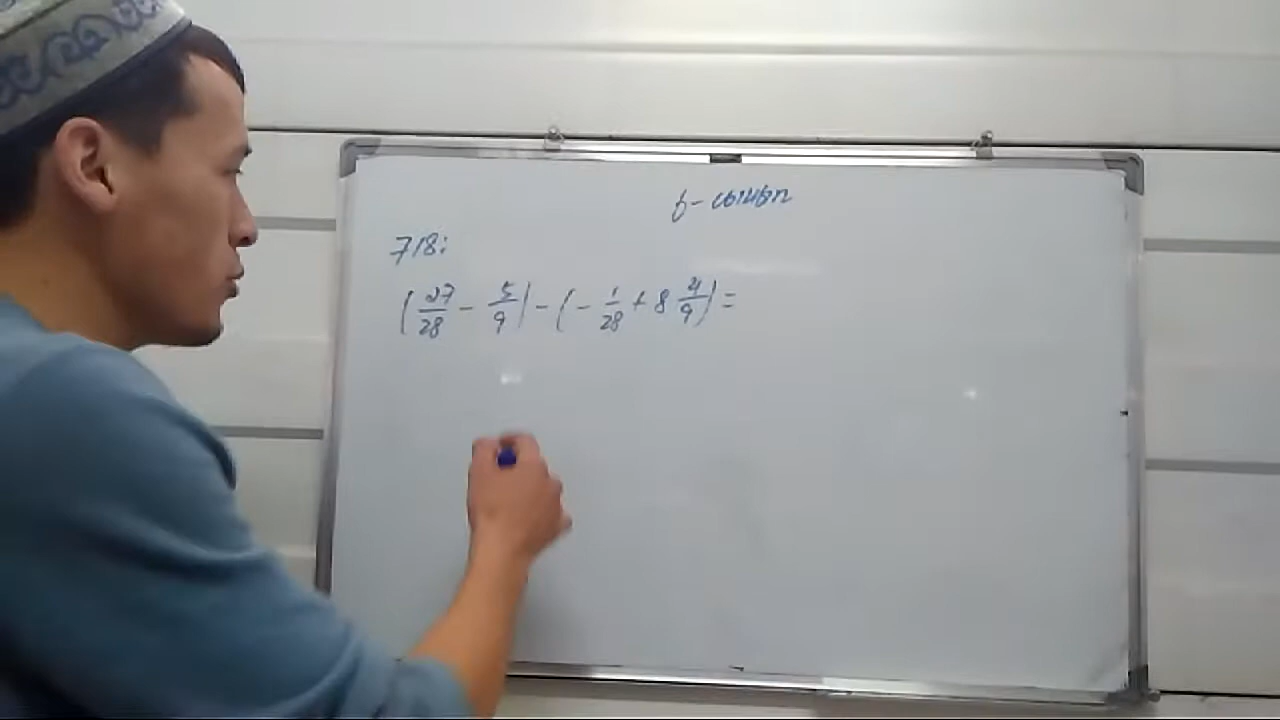 6-сынып
718:
(27/28 - 5/9) - (- 1/28 + 8 4/9) =